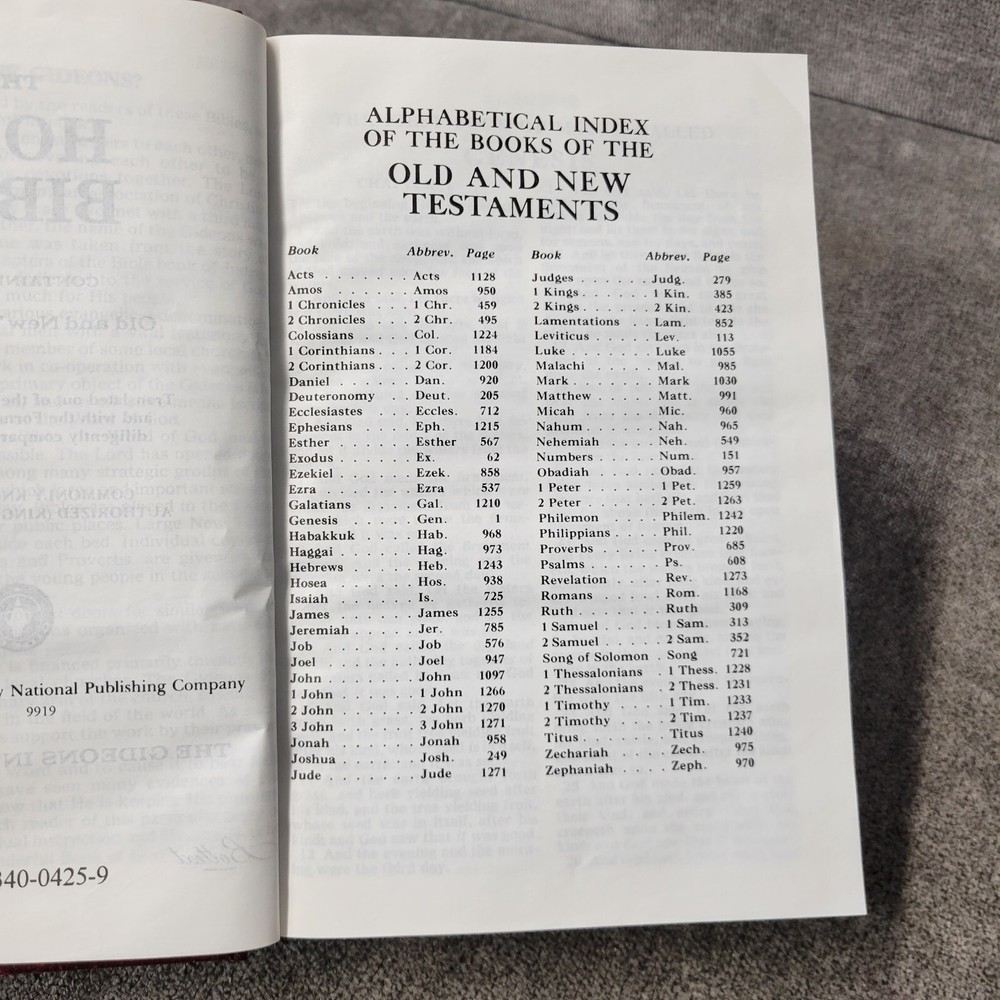 y National Publishing Company
9919
340-0425-9
ALPHABETICAL INDEX
OF THE BOOKS OF THE
OLD AND NEW
TESTAMENTS
Book Abbrev. Page
Acts . . . . . . . Acts 1128
Amos . . . . . . . Amos 950
1 Chronicles . . . . 1 Chr. 459
2 Chronicles . . . . 2 Chr. 495
Colossians . . . . Col. 1224
1 Corinthians . . . 1 Cor. 1184
2 Corinthians . . . 2 Cor. 1200
Daniel . . . . . . Dan. 920
Deuteronomy . . . Deut. 205
Ecclesiastes . . . Eccles. 712
Ephesians . . . . Eph. 1215
Esther . . . . . . Esther 567
Exodus . . . . . . Ex. 62
Ezekiel . . . . . . Ezek. 858
Ezra . . . . . . . Ezra 537
Galatians . . . . . Gal. 1210
Genesis . . . . . Gen. 1
Habakkuk . . . . Hab. 968
Haggai . . . . . . Hag. 973
Hebrews . . . . . Heb. 1243
Hosea . . . . . . Hos. 938
Isaiah . . . . . . Is. 725
James . . . . . . James 1255
Jeremiah . . . . . Jer. 785
Job . . . . . . . Job 576
Joel . . . . . . . Joel 947
John . . . . . . . John 1097
1 John . . . . . . 1 John 1266
2 John . . . . . . 2 John 1270
3 John . . . . . . 3 John 1271
Jonah . . . . . . Jonah 958
Joshua . . . . . . Josh. 249
Jude . . . . . . . Jude 1271
Book Abbrev. Page
Judges . . . . . . Judg. 279
1 Kings . . . . . . 1 Kin. 385
2 Kings . . . . . . 2 Kin. 423
Lamentations . . Lam. 852
Leviticus . . . . . Lev. 113
Luke . . . . . . . Luke 1055
Malachi . . . . . Mal. 985
Mark . . . . . . . Mark 1030
Matthew . . . . . Matt. 991
Micah . . . . . . Mic. 960
Nahum . . . . . . Nah. 965
Nehemiah . . . . Neh. 549
Numbers . . . . . Num. 151
Obadiah . . . . . Obad. 957
1 Peter . . . . . . 1 Pet. 1259
2 Peter . . . . . . 2 Pet. 1263
Philemon . . . . Philem. 1242
Philippians . . . . Phil. 1220
Proverbs . . . . . Prov. 685
Psalms . . . . . . Ps. 608
Revelation . . . . Rev. 1273
Romans . . . . . Rom. 1168
Ruth . . . . . . . Ruth 309
1 Samuel . . . . . 1 Sam. 313
2 Samuel . . . . . 2 Sam. 352
Song of Solomon . Song 721
1 Thessalonians . 1 Thess. 1228
2 Thessalonians . 2 Thess. 1231
1 Timothy . . . . 1 Tim. 1233
2 Timothy . . . . 2 Tim. 1237
Titus . . . . . . . Titus 1240
Zechariah . . . . Zech. 975
Zephaniah . . . . Zeph. 970